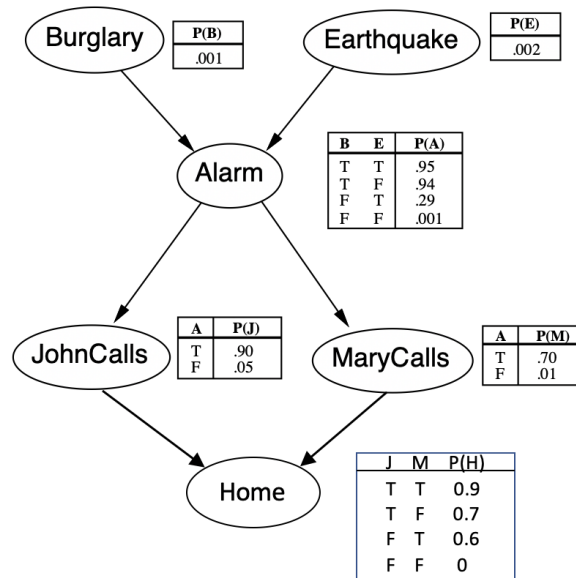 Burglary
P(B)
.001
Earthquake
P(E)
.002
Alarm
B E P(A)
T T .95
T F .94
F T .29
F F .001
JohnCalls
A P(J)
T .90
F .05
MaryCalls
A P(M)
T .70
F .01
Home
J M P(H)
T T 0.9
T F 0.7
F T 0.6
F F 0